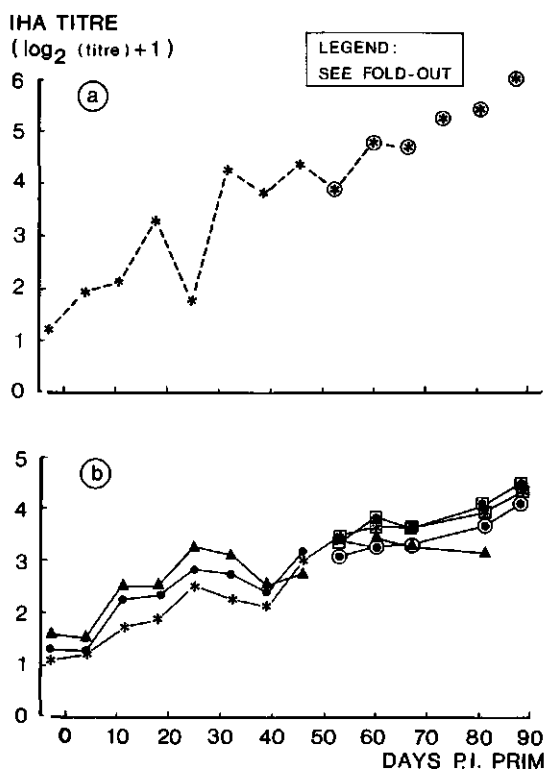 IHA TITRE
(log2 (titre)+1)
LEGEND:
SEE FOLD-OUT
a
6
5
4
3
2
1
0
b
5
4
3
2
1
0
0 10 20 30 40 50 60 70 80 90
DAYS P.I. PRIM